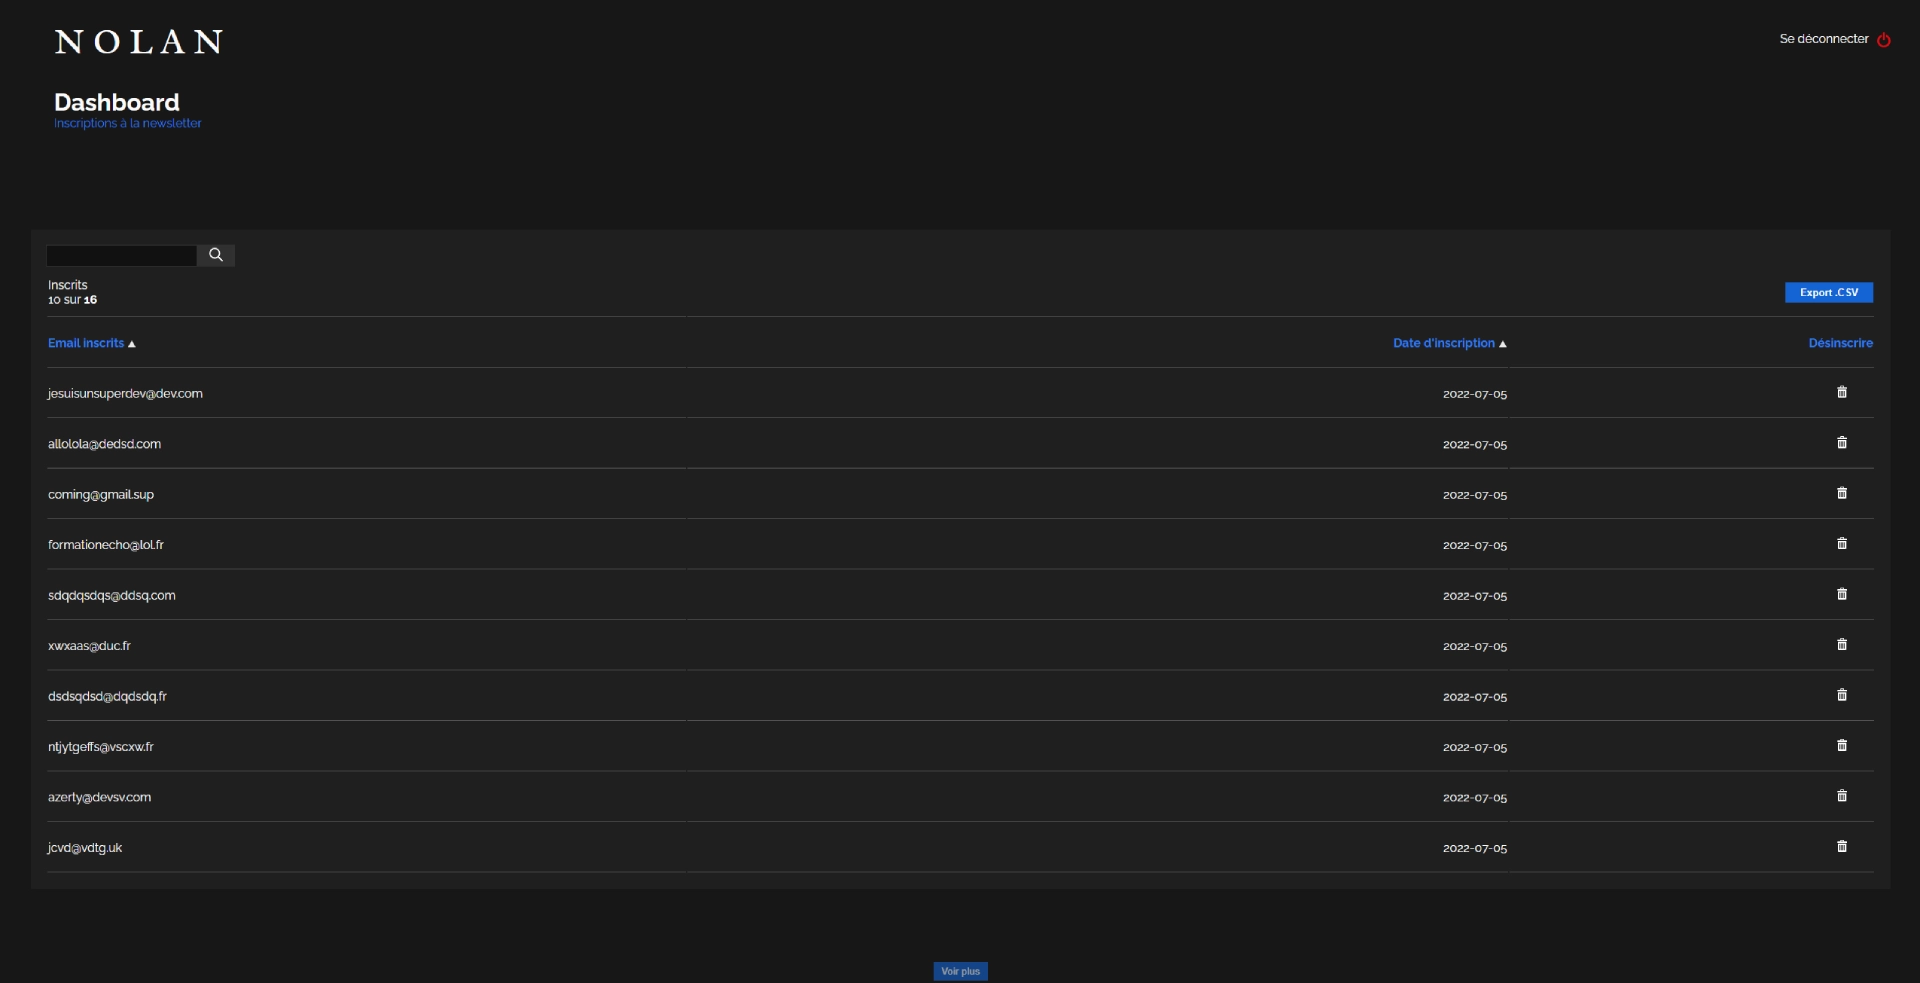 NOLAN
Se déconnecter
Dashboard
Inscriptions à la newsletter
Inscrits
10 sur 16
Export .CSV
Email inscrits ▲ Date d'inscription ▲ Désinscrire
jesuisunsuperdev@dev.com 2022-07-05
allolola@dedsd.com 2022-07-05
coming@gmail.sup 2022-07-05
formationecho@lol.fr 2022-07-05
sdqdqsdqs@ddsq.com 2022-07-05
xwxaas@duc.fr 2022-07-05
dsdsqdsd@dqdsdq.fr 2022-07-05
ntjytgeffs@vscxw.fr 2022-07-05
azerty@devsv.com 2022-07-05
jcvd@vdtg.uk 2022-07-05
Voir plus